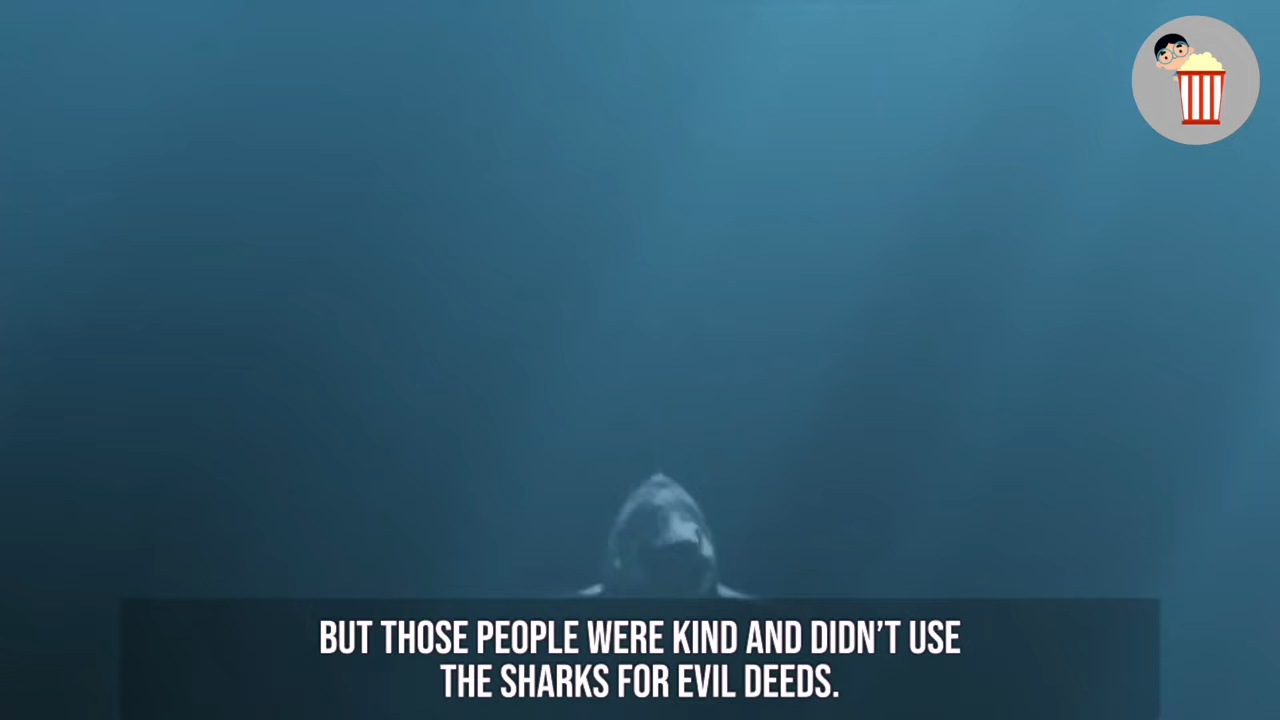 BUT THOSE PEOPLE WERE KIND AND DIDN'T USE
THE SHARKS FOR EVIL DEEDS.